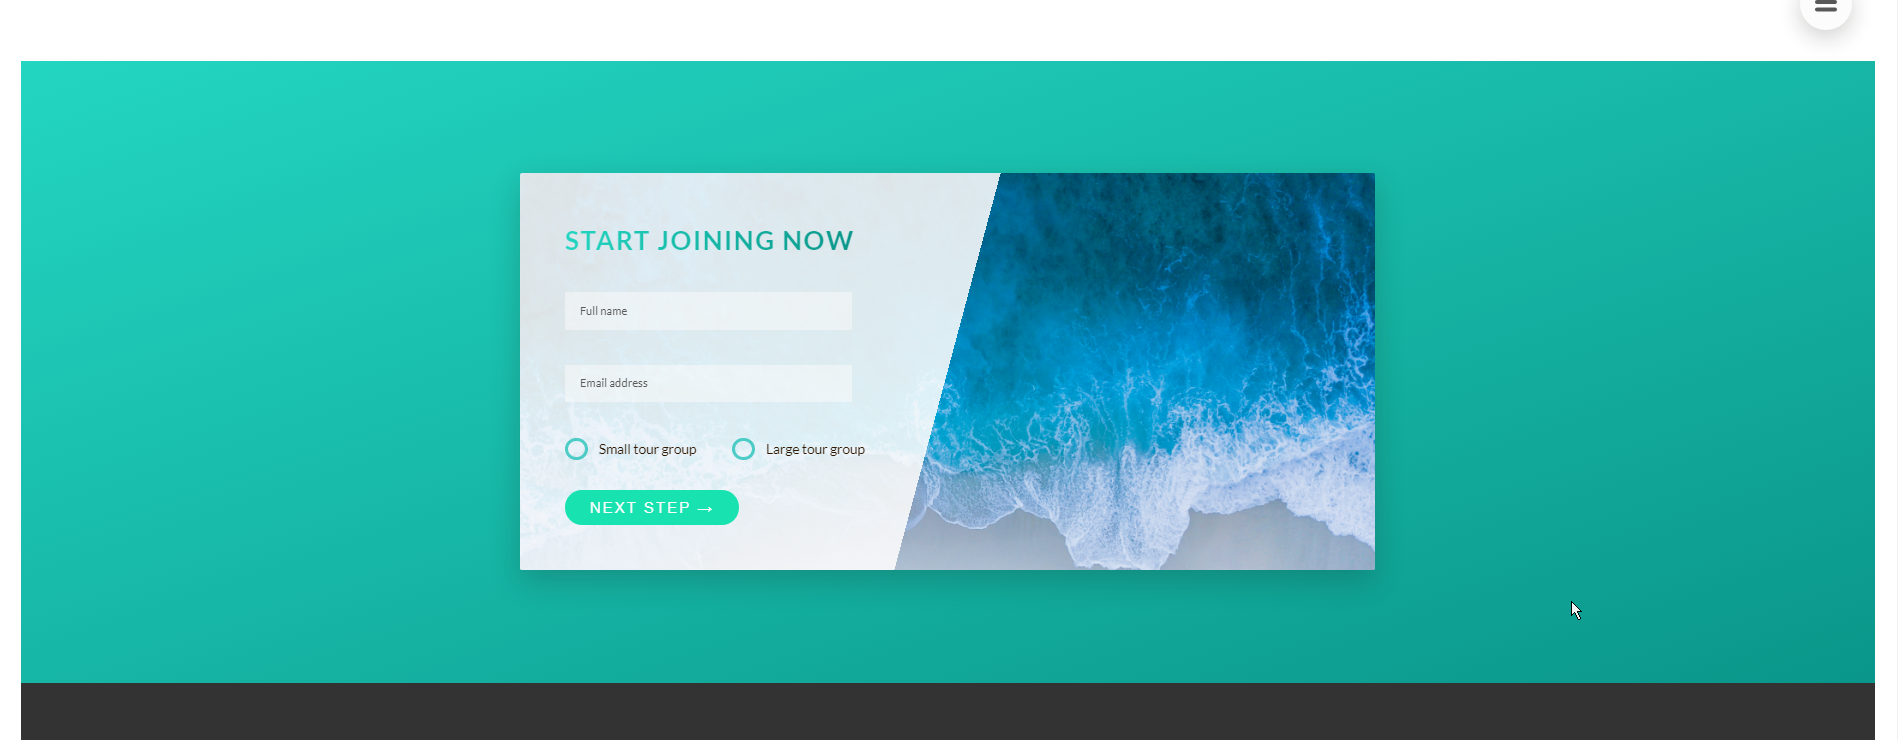 START JOINING NOW
Full name
Email address
Small tour group Large tour group
NEXT STEP →